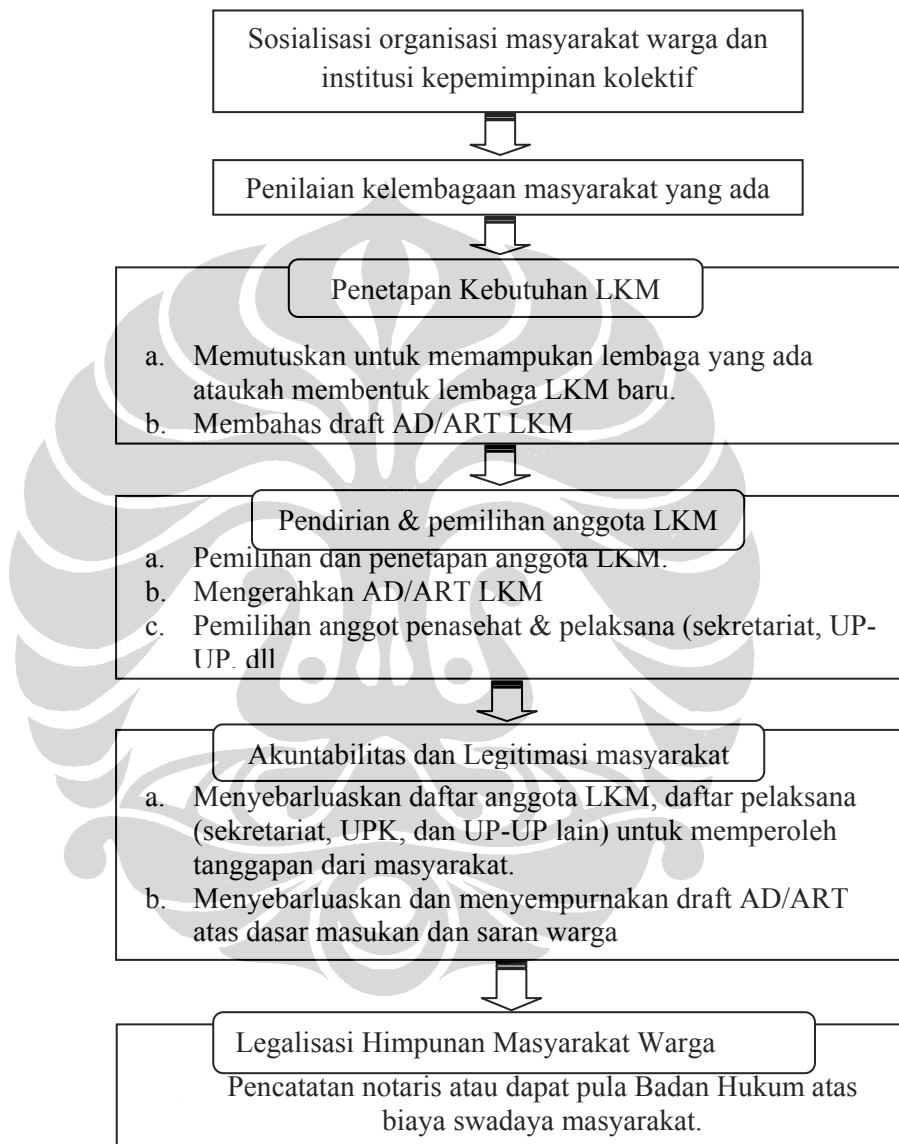 Sosialisasi organisasi masyarakat warga dan
institusi kepemimpinan kolektif
Penilaian kelembagaan masyarakat yang ada
Penetapan Kebutuhan LKM
a. Memutuskan untuk memampukan lembaga yang ada
ataukah membentuk lembaga LKM baru.
b. Membahas draft AD/ART LKM
Pendirian & pemilihan anggota LKM
a. Pemilihan dan penetapan anggota LKM.
b. Mengerahkan AD/ART LKM
c. Pemilihan anggot penasehat & pelaksana (sekretariat, UP-
UP, dll
Akuntabilitas dan Legitimasi masyarakat
a. Menyebarluaskan daftar anggota LKM, daftar pelaksana
(sekretariat, UPK, dan UP-UP lain) untuk memperoleh
tanggapan dari masyarakat.
b. Menyebarluaskan dan menyempurnakan draft AD/ART
atas dasar masukan dan saran warga
Legalisasi Himpunan Masyarakat Warga
Pencatatan notaris atau dapat pula Badan Hukum atas
biaya swadaya masyarakat.